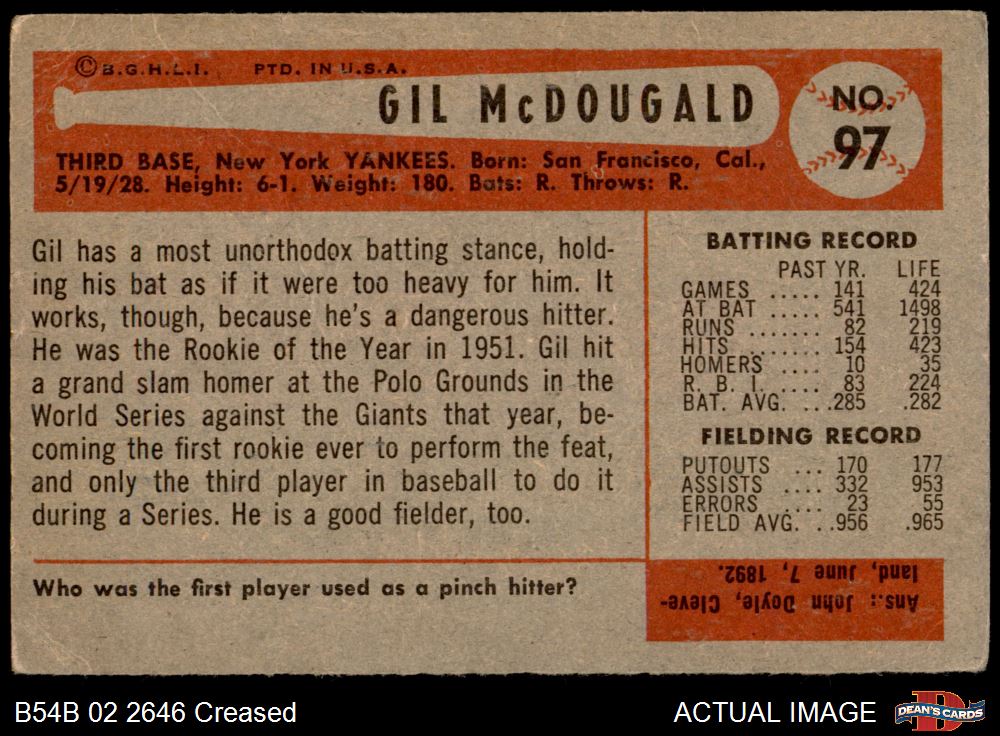 ©B.G.H.L.I. PTD. IN U.S.A.
GIL McDOUGALD
NO.
97
THIRD BASE, New York YANKEES. Born: San Francisco, Cal.,
5/19/28. Height: 6-1. Weight: 180. Bats: R. Throws: R.
Gil has a most unorthodox batting stance, hold-
ing his bat as if it were too heavy for him. It
works, though, because he's a dangerous hitter.
He was the Rookie of the Year in 1951. Gil hit
a grand slam homer at the Polo Grounds in the
World Series against the Giants that year, be-
coming the first rookie ever to perform the feat,
and only the third player in baseball to do it
during a Series. He is a good fielder, too.
Who was the first player used as a pinch hitter?
BATTING RECORD
PAST YR. LIFE
GAMES ..... 141 424
AT BAT ..... 541 1498
RUNS ....... 82 219
HITS ....... 154 423
HOMERS .... 10 35
R. B. I. .... 83 224
BAT. AVG. ...285 .282
FIELDING RECORD
PUTOUTS ... 170 177
ASSISTS .... 332 953
ERRORS .... 23 55
FIELD AVG. ..956 .965
Ans.: John Doyle, Cleve-
land, June 7, 1892.
B54B 02 2646 Creased
ACTUAL IMAGE
DEAN'S CARDS